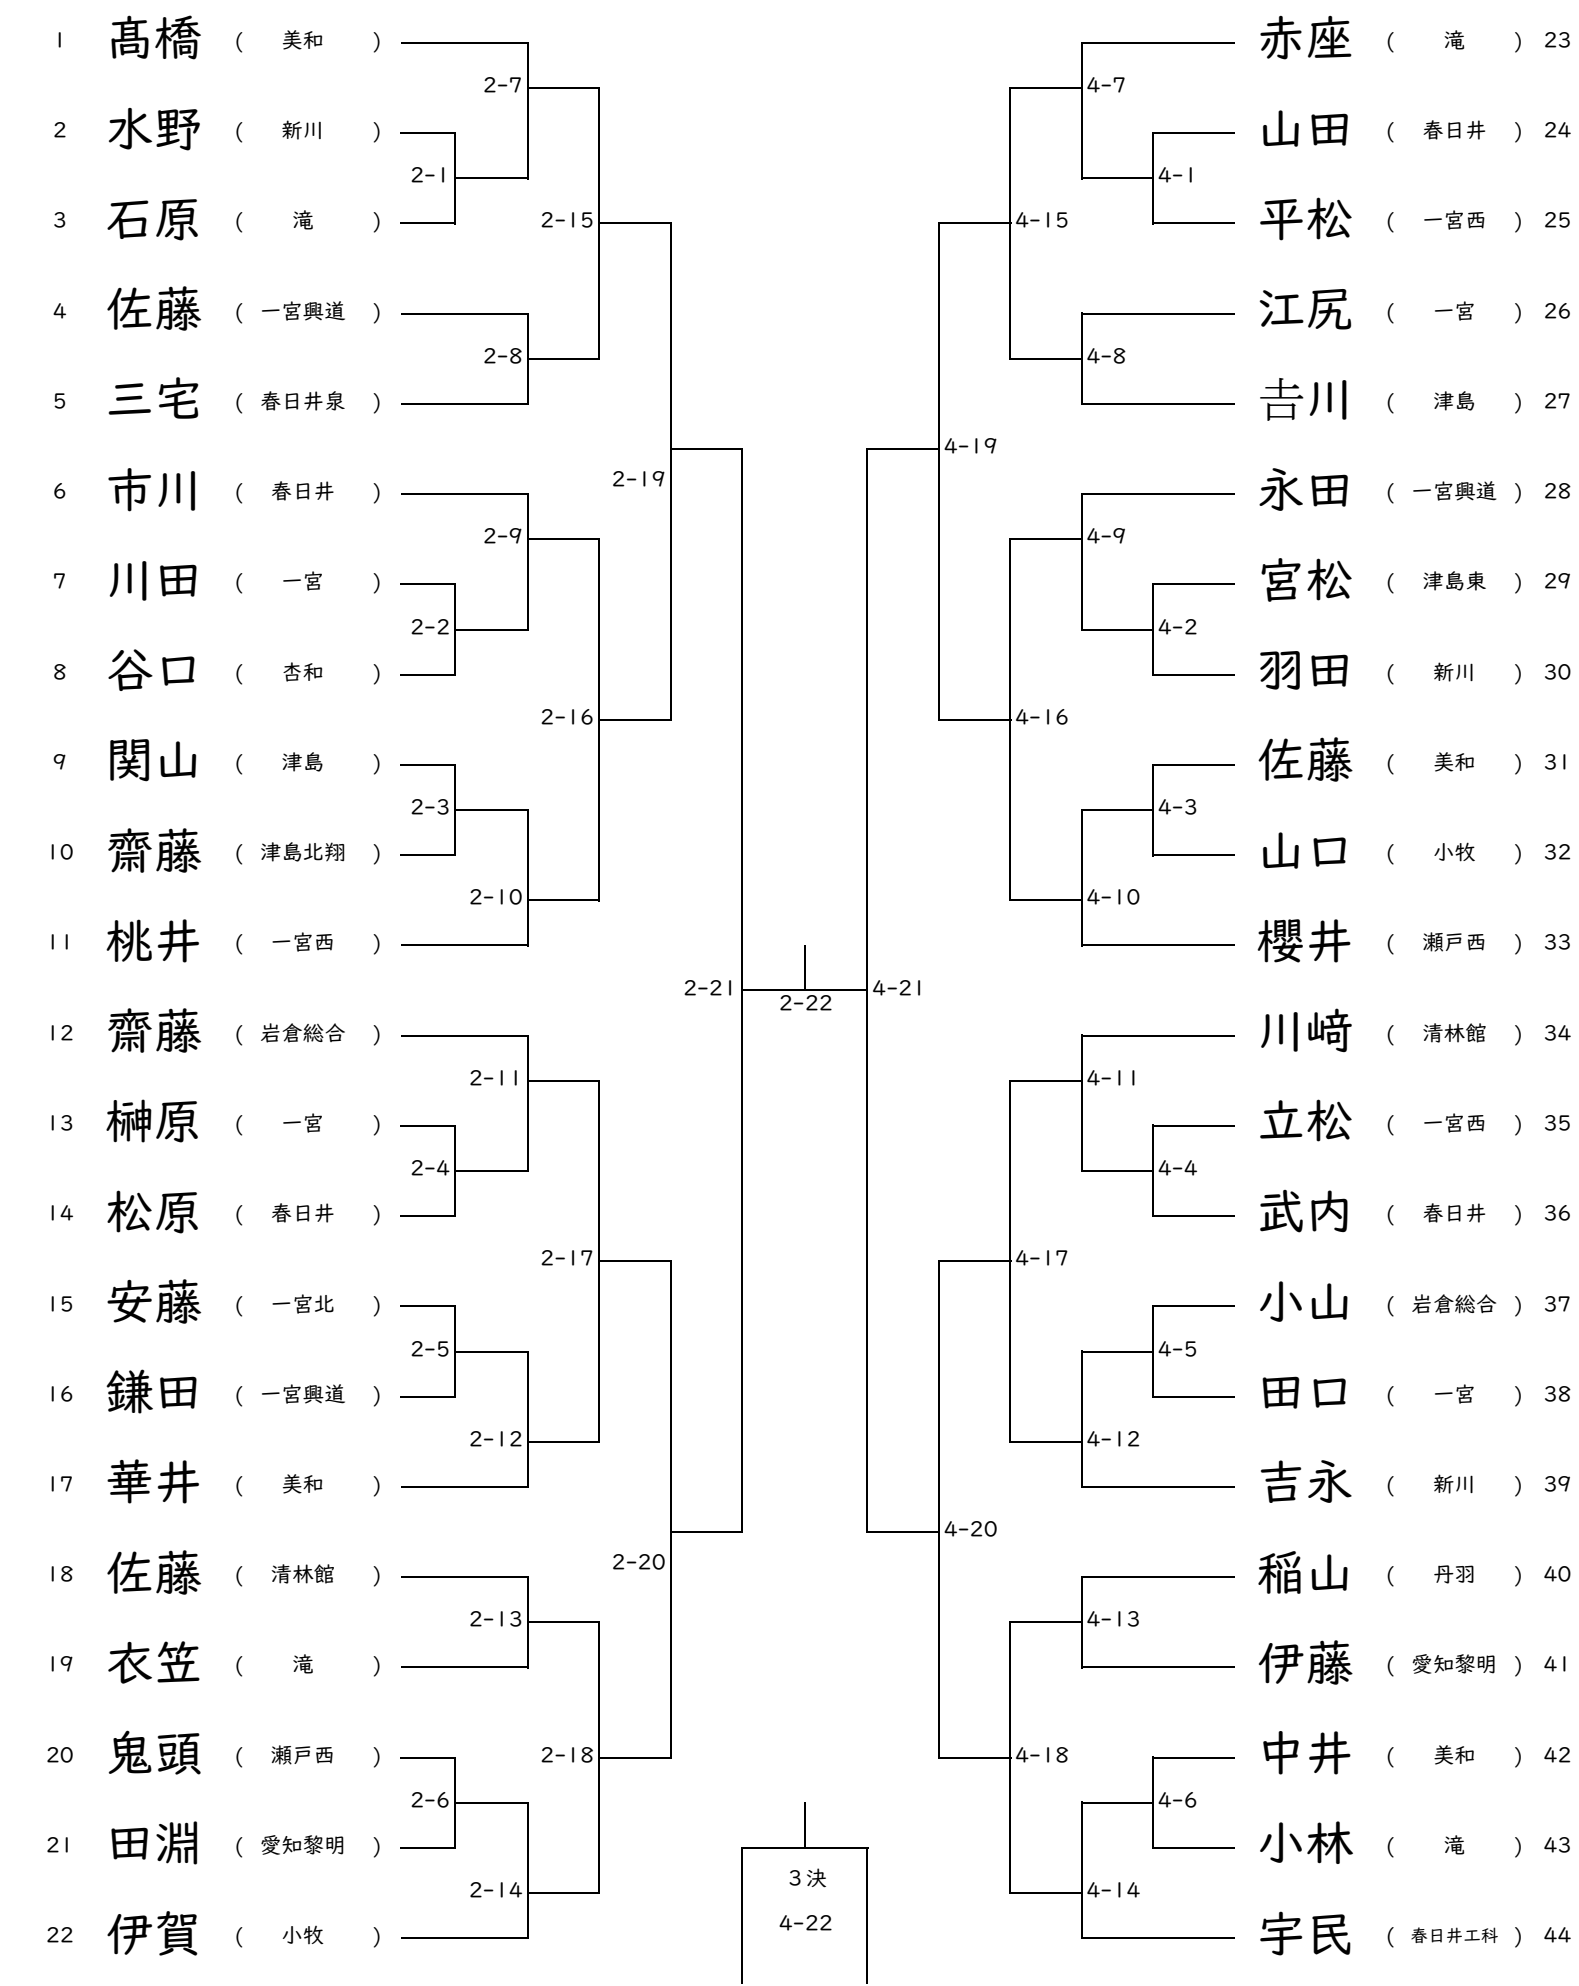 1 髙橋 ( 美和 ) 赤座 ( 滝 ) 23
2-7 4-7
2 水野 ( 新川 ) 山田 ( 春日井 ) 24
2-1 4-1
3 石原 ( 滝 ) 2-15 4-15 平松 ( 一宮西 ) 25
4 佐藤 ( 一宮興道 ) 江尻 ( 一宮 ) 26
2-8 4-8
5 三宅 ( 春日井泉 ) 𠮷川 ( 津島 ) 27
4-19
2-19
6 市川 ( 春日井 ) 永田 ( 一宮興道 ) 28
2-9 4-9
7 川田 ( 一宮 ) 宮松 ( 津島東 ) 29
2-2 4-2
8 谷口 ( 杏和 ) 羽田 ( 新川 ) 30
2-16 4-16
9 関山 ( 津島 ) 佐藤 ( 美和 ) 31
2-3 4-3
10 齋藤 ( 津島北翔 ) 山口 ( 小牧 ) 32
2-10 4-10
11 桃井 ( 一宮西 ) 櫻井 ( 瀬戸西 ) 33
2-21 4-21
2-22
12 齋藤 ( 岩倉総合 ) 川﨑 ( 清林館 ) 34
2-11 4-11
13 榊原 ( 一宮 ) 立松 ( 一宮西 ) 35
2-4 4-4
14 松原 ( 春日井 ) 武内 ( 春日井 ) 36
2-17 4-17
15 安藤 ( 一宮北 ) 小山 ( 岩倉総合 ) 37
2-5 4-5
16 鎌田 ( 一宮興道 ) 田口 ( 一宮 ) 38
2-12 4-12
17 華井 ( 美和 ) 吉永 ( 新川 ) 39
4-20
2-20
18 佐藤 ( 清林館 ) 稲山 ( 丹羽 ) 40
2-13 4-13
19 衣笠 ( 滝 ) 伊藤 ( 愛知黎明 ) 41
20 鬼頭 ( 瀬戸西 ) 2-18 4-18 中井 ( 美和 ) 42
2-6 4-6
21 田淵 ( 愛知黎明 ) 小林 ( 滝 ) 43
3決
2-14 4-14
4-22
22 伊賀 ( 小牧 ) 宇民 ( 春日井工科 ) 44